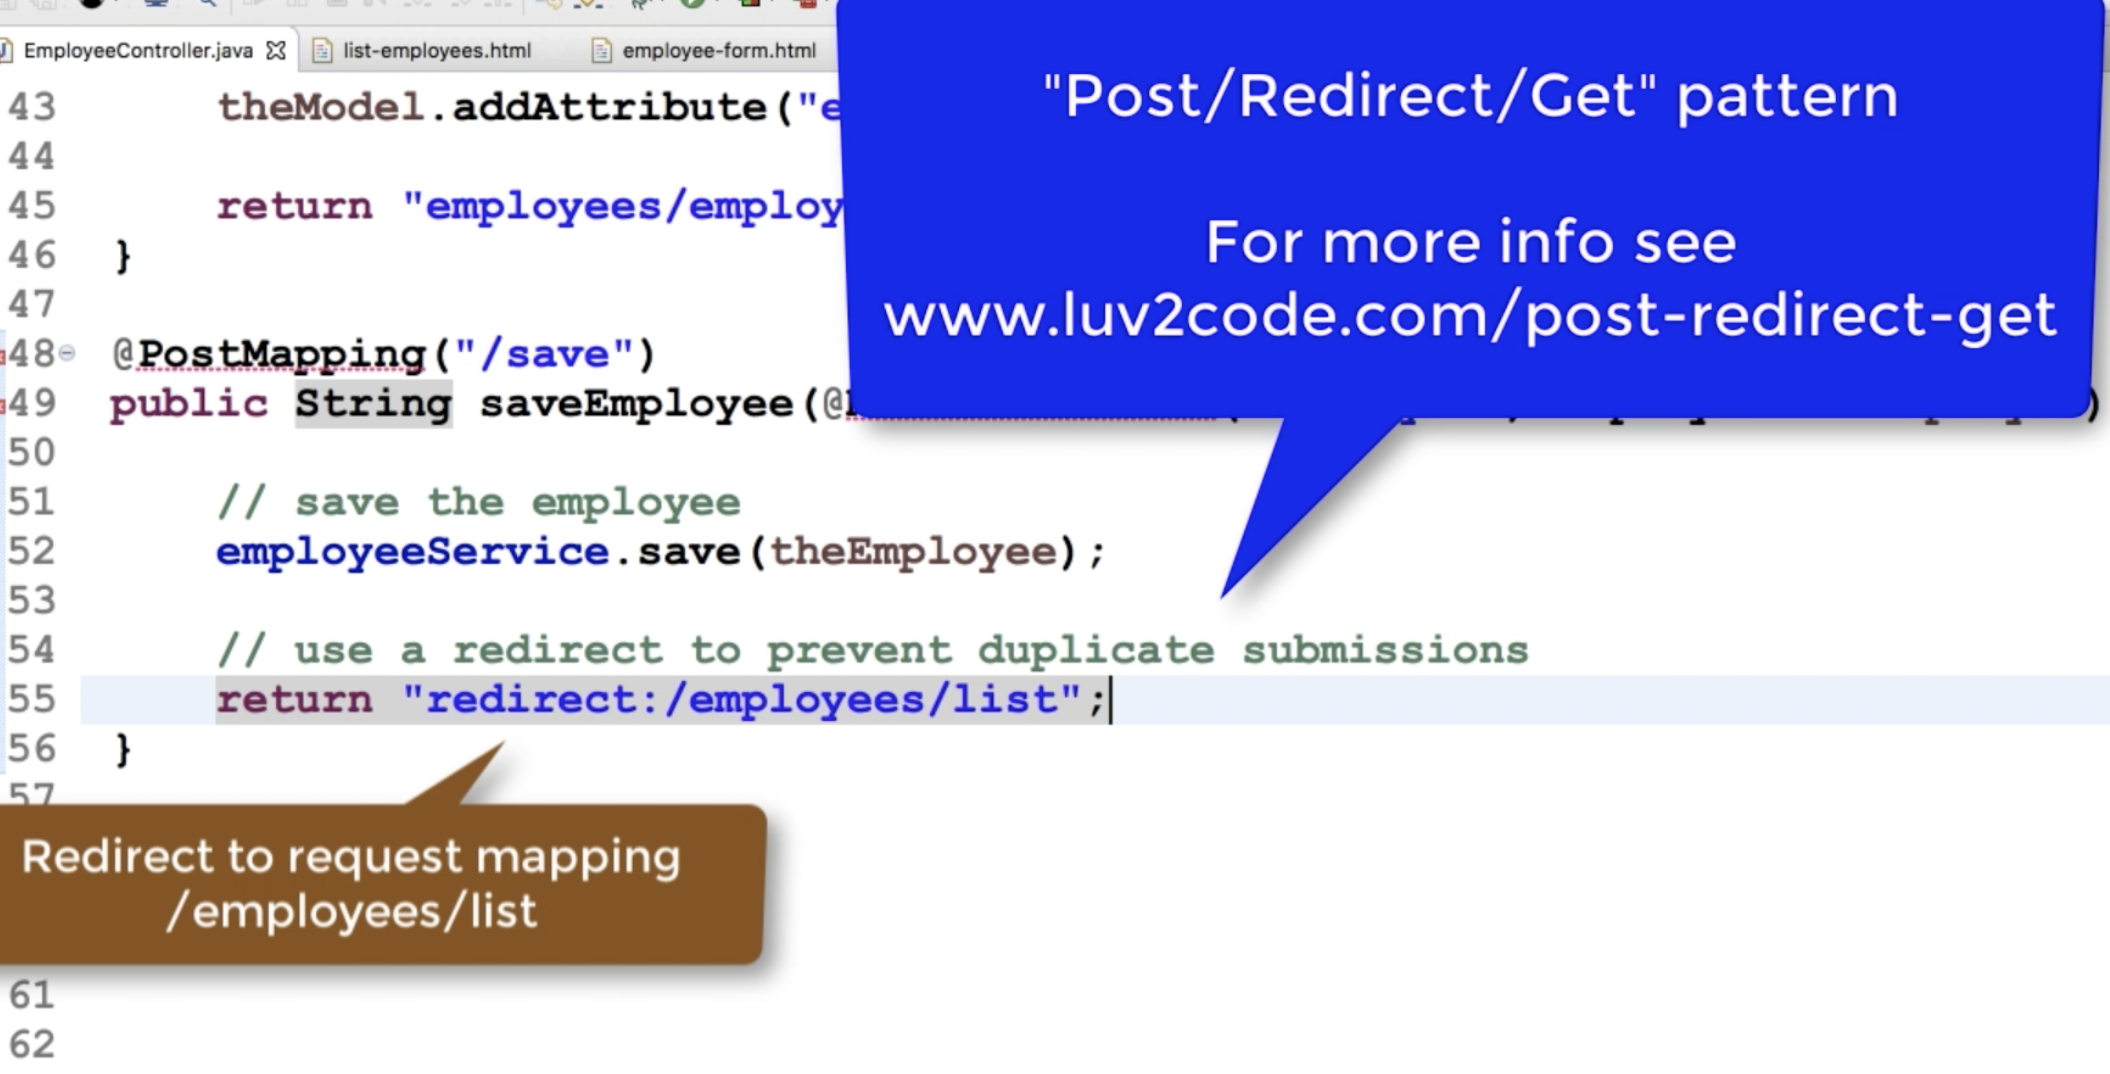 EmployeeController.java list-employees.html employee-form.html
43 theModel.addAttribute("e
44
45 return "employees/employ
46 }
47
48 @PostMapping("/save")
49 public String saveEmployee(@ )
50
51 // save the employee
52 employeeService.save(theEmployee);
53
54 // use a redirect to prevent duplicate submissions
55 return "redirect:/employees/list";
56 }
57
61
62
"Post/Redirect/Get" pattern
For more info see
www.luv2code.com/post-redirect-get
Redirect to request mapping
/employees/list